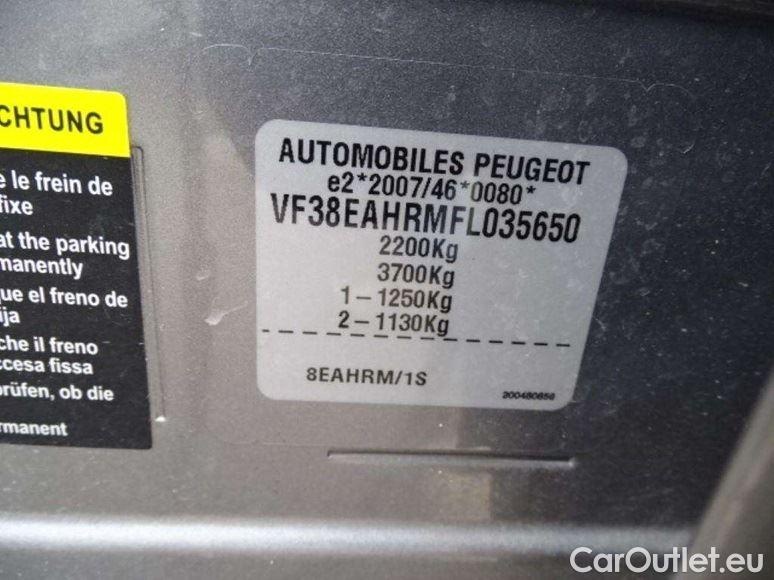 CHTUNG
e le frein de
fixe
at the parking
manently
ue el freno de
ija
che il freno
ccesa fissa
prüfen, ob die
rmanent
AUTOMOBILES PEUGEOT
e2*2007/46*0080*
VF38EAHRMFL035650
2200Kg
3700Kg
1-1250Kg
2-1130Kg
8EAHRM/1S
200480656
CarOutlet.eu